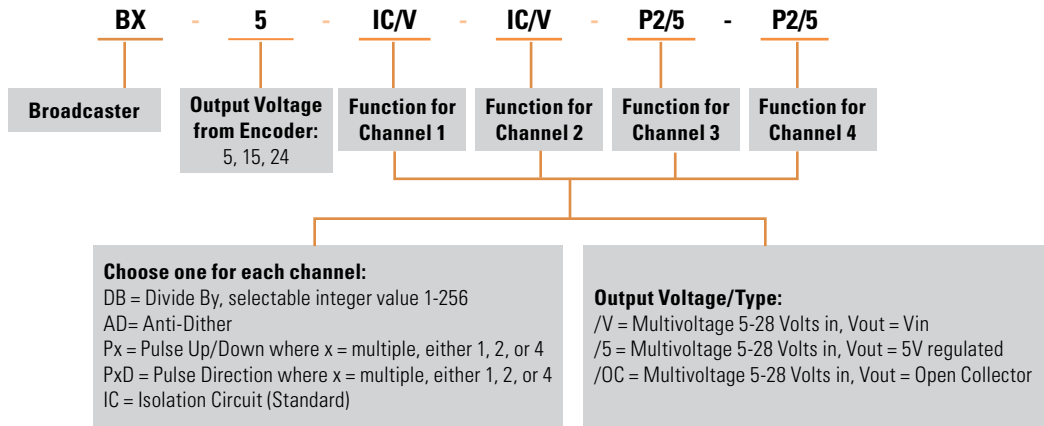 BX - 5 - IC/V - IC/V - P2/5 - P2/5
Broadcaster
Output Voltage
from Encoder:
5, 15, 24
Function for
Channel 1
Function for
Channel 2
Function for
Channel 3
Function for
Channel 4
Choose one for each channel:
DB = Divide By, selectable integer value 1-256
AD= Anti-Dither
Px = Pulse Up/Down where x = multiple, either 1, 2, or 4
PxD = Pulse Direction where x = multiple, either 1, 2, or 4
IC = Isolation Circuit (Standard)
Output Voltage/Type:
/V = Multivoltage 5-28 Volts in, Vout = Vin
/5 = Multivoltage 5-28 Volts in, Vout = 5V regulated
/OC = Multivoltage 5-28 Volts in, Vout = Open Collector